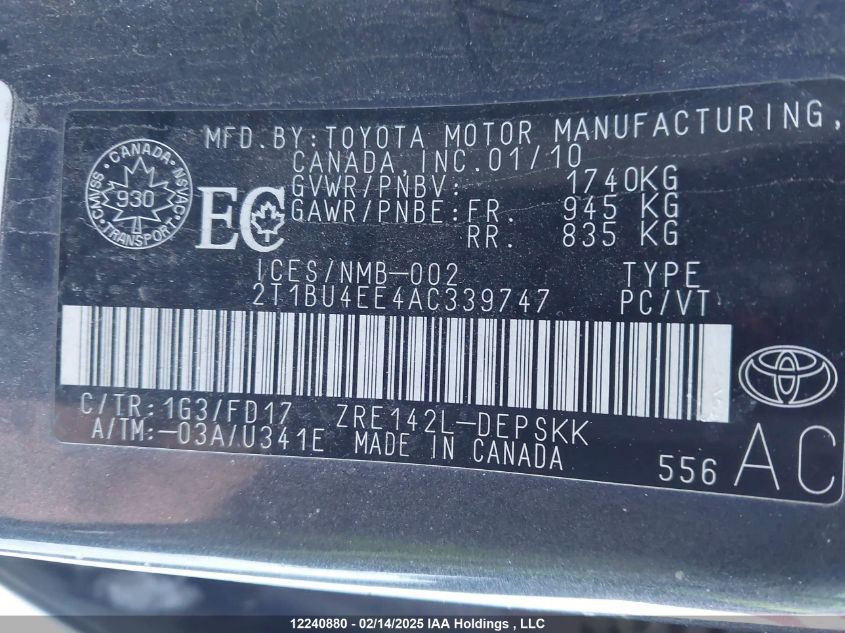 MFD.BY:TOYOTA MOTOR MANUFACTURING,
CANADA,INC.01/10
GVWR/PNBV: 1740KG
GAWR/PNBE:FR. 945 KG
RR. 835 KG
CANADA
CMVSS 930 NSVAC
TRANSPORT
EC
ICES/NMB-002 TYPE
2T1BU4EE4AC339747 PC/VT
C/TR:1G3/FD17 ZRE142L-DEPSKK
A/TM:-03A/U341E MADE IN CANADA
556 AC
12240880 - 02/14/2025 IAA Holdings , LLC